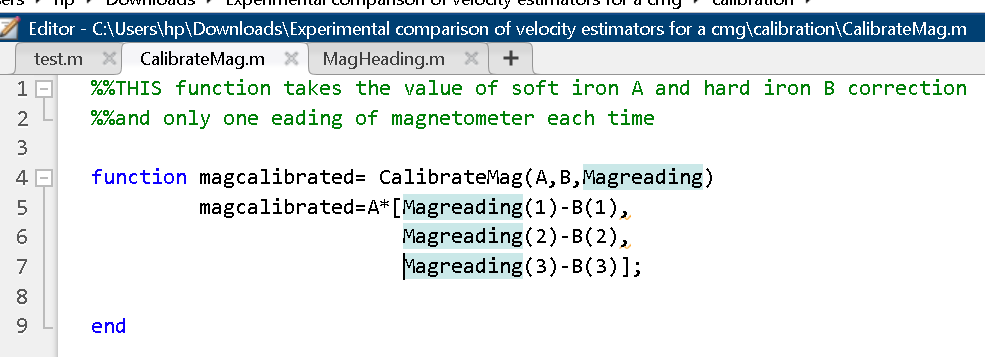 sers hp Downloads Experimental comparison of velocity estimators for a cmg calibration
Editor - C:\Users\hp\Downloads\Experimental comparison of velocity estimators for a cmg\calibration\CalibrateMag.m
test.m CalibrateMag.m MagHeading.m +
1 %%THIS function takes the value of soft iron A and hard iron B correction
2 %%and only one eading of magnetometer each time
3
4 function magcalibrated= CalibrateMag(A,B,Magreading)
5 magcalibrated=A*[Magreading(1)-B(1),
6 Magreading(2)-B(2),
7 Magreading(3)-B(3)];
8
9 end